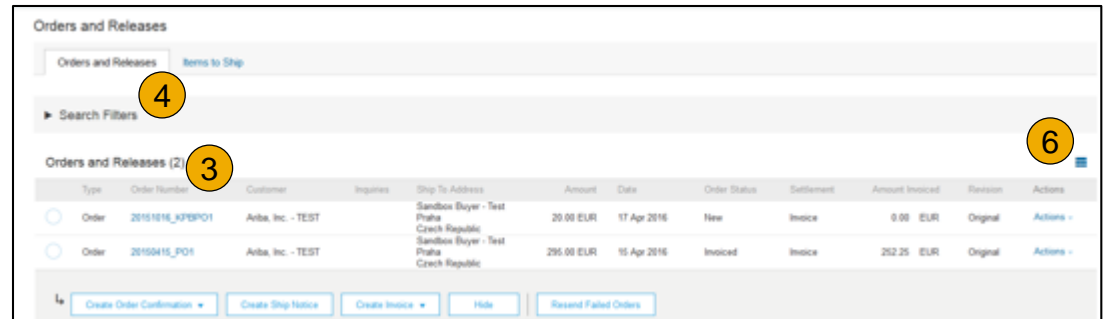 Orders and Releases
Orders and Releases Items to Ship
4
► Search Filters
6
Orders and Releases (2)
3
Type Order Number Customer Inquiries Ship To Address Amount Date Order Status Settlement Amount Invoiced Revision Actions
Sandbox Buyer - Test
Order 20151016_KPBPO1 Ariba, Inc. - TEST Praha 20.00 EUR 17 Apr 2016 New Invoice 0.00 EUR Original Actions
Czech Republic
Sandbox Buyer - Test
Order 20150415_PO1 Ariba, Inc. - TEST Praha 295.00 EUR 15 Apr 2016 Invoiced Invoice 252.25 EUR Original Actions
Czech Republic
Create Order Confirmation ▼ Create Ship Notice Create Invoice ▼ Hide Resend Failed Orders